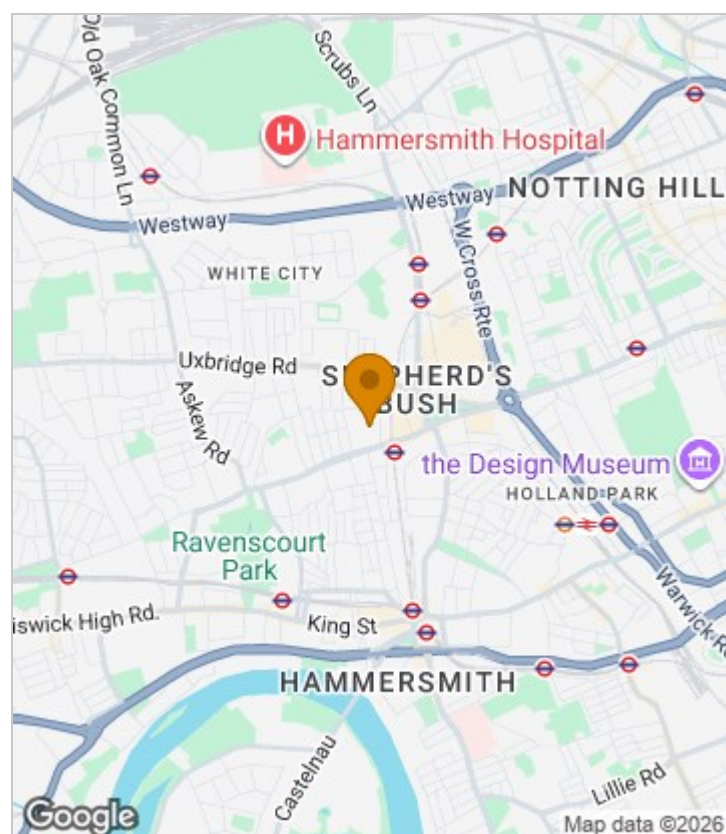 Old Oak Common Ln
Scrubs Ln
H
Hammersmith Hospital
Westway
Westway
NOTTING HILL
W Cross Rte
WHITE CITY
Uxbridge Rd
SHEPHERD'S
BUSH
Askew Rd
the Design Museum
HOLLAND PARK
Ravenscourt
Park
iswick High Rd.
King St
Warwick Rd
HAMMERSMITH
Castelnau
Lillie Rd
Google
Map data ©2026